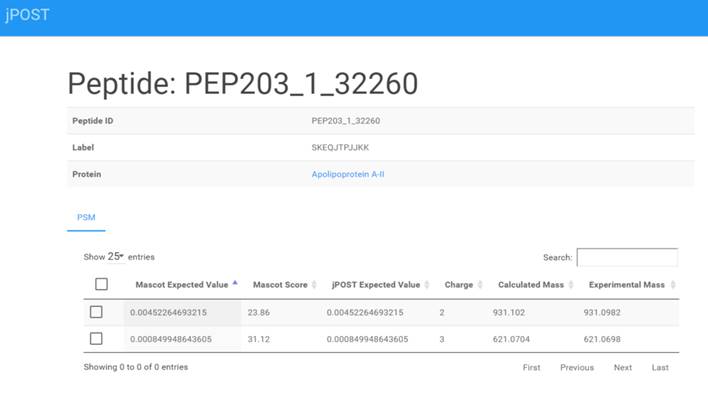 jPOST
Peptide: PEP203_1_32260
Peptide ID PEP203_1_32260
Label SKEQJTPJJKK
Protein Apolipoprotein A-II
PSM
Show 25 entries Search:
Mascot Expected Value Mascot Score jPOST Expected Value Charge Calculated Mass Experimental Mass
0.00452264693215 23.86 0.00452264693215 2 931.102 931.0982
0.000849948643605 31.12 0.000849948643605 3 621.0704 621.0698
Showing 0 to 0 of 0 entries First Previous Next Last